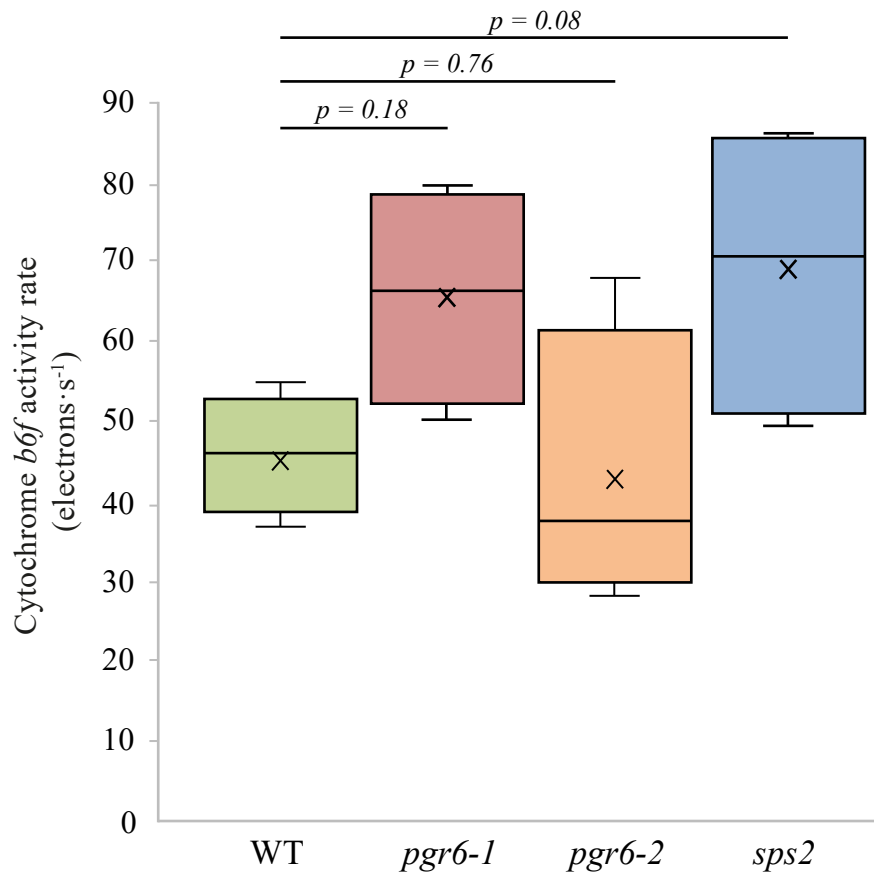 p = 0.08
p = 0.76
p = 0.18
90
80
70
60
50
40
30
20
10
0
Cytochrome b6f activity rate
(electrons·s⁻¹)
WT pgr6-1 pgr6-2 sps2